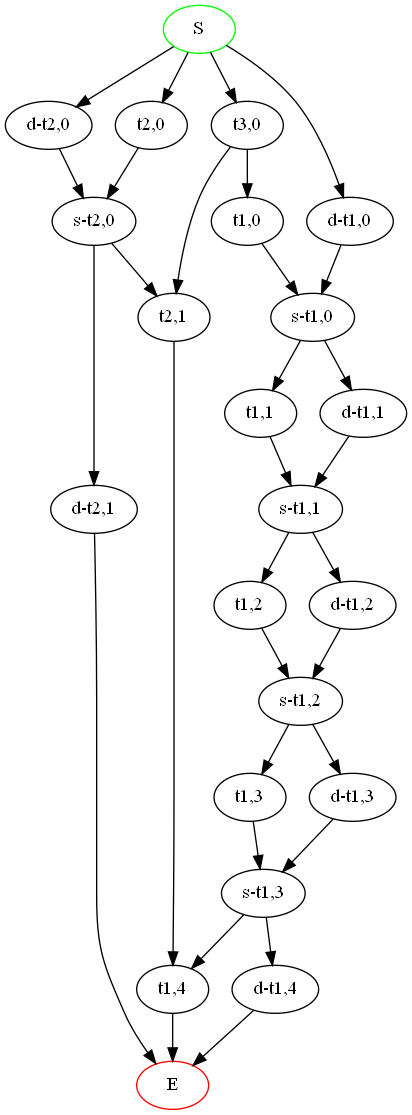 S
d-t2,0
t2,0
t3,0
s-t2,0
t1,0
d-t1,0
t2,1
s-t1,0
t1,1
d-t1,1
d-t2,1
s-t1,1
t1,2
d-t1,2
s-t1,2
t1,3
d-t1,3
s-t1,3
t1,4
d-t1,4
E